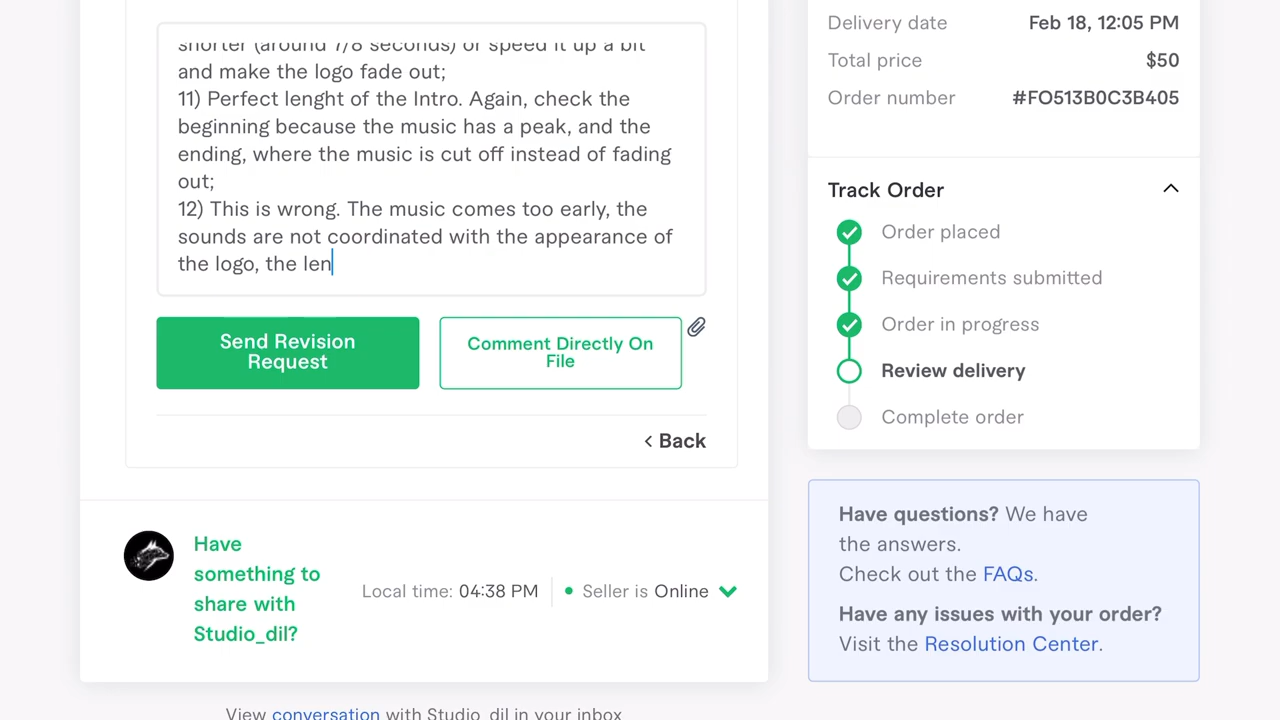 shorter (around 7/8 seconds) or speed it up a bit
and make the logo fade out;
11) Perfect lenght of the Intro. Again, check the
beginning because the music has a peak, and the
ending, where the music is cut off instead of fading
out;
12) This is wrong. The music comes too early, the
sounds are not coordinated with the appearance of
the logo, the len
Send Revision
Request
Comment Directly On
File
Back
Have
something to
share with
Studio_dil?
Local time: 04:38 PM
Seller is Online
View conversation with Studio_dil in your inbox
Delivery date Feb 18, 12:05 PM
Total price $50
Order number #FO513B0C3B405
Track Order
Order placed
Requirements submitted
Order in progress
Review delivery
Complete order
Have questions? We have
the answers.
Check out the FAQs.
Have any issues with your order?
Visit the Resolution Center.